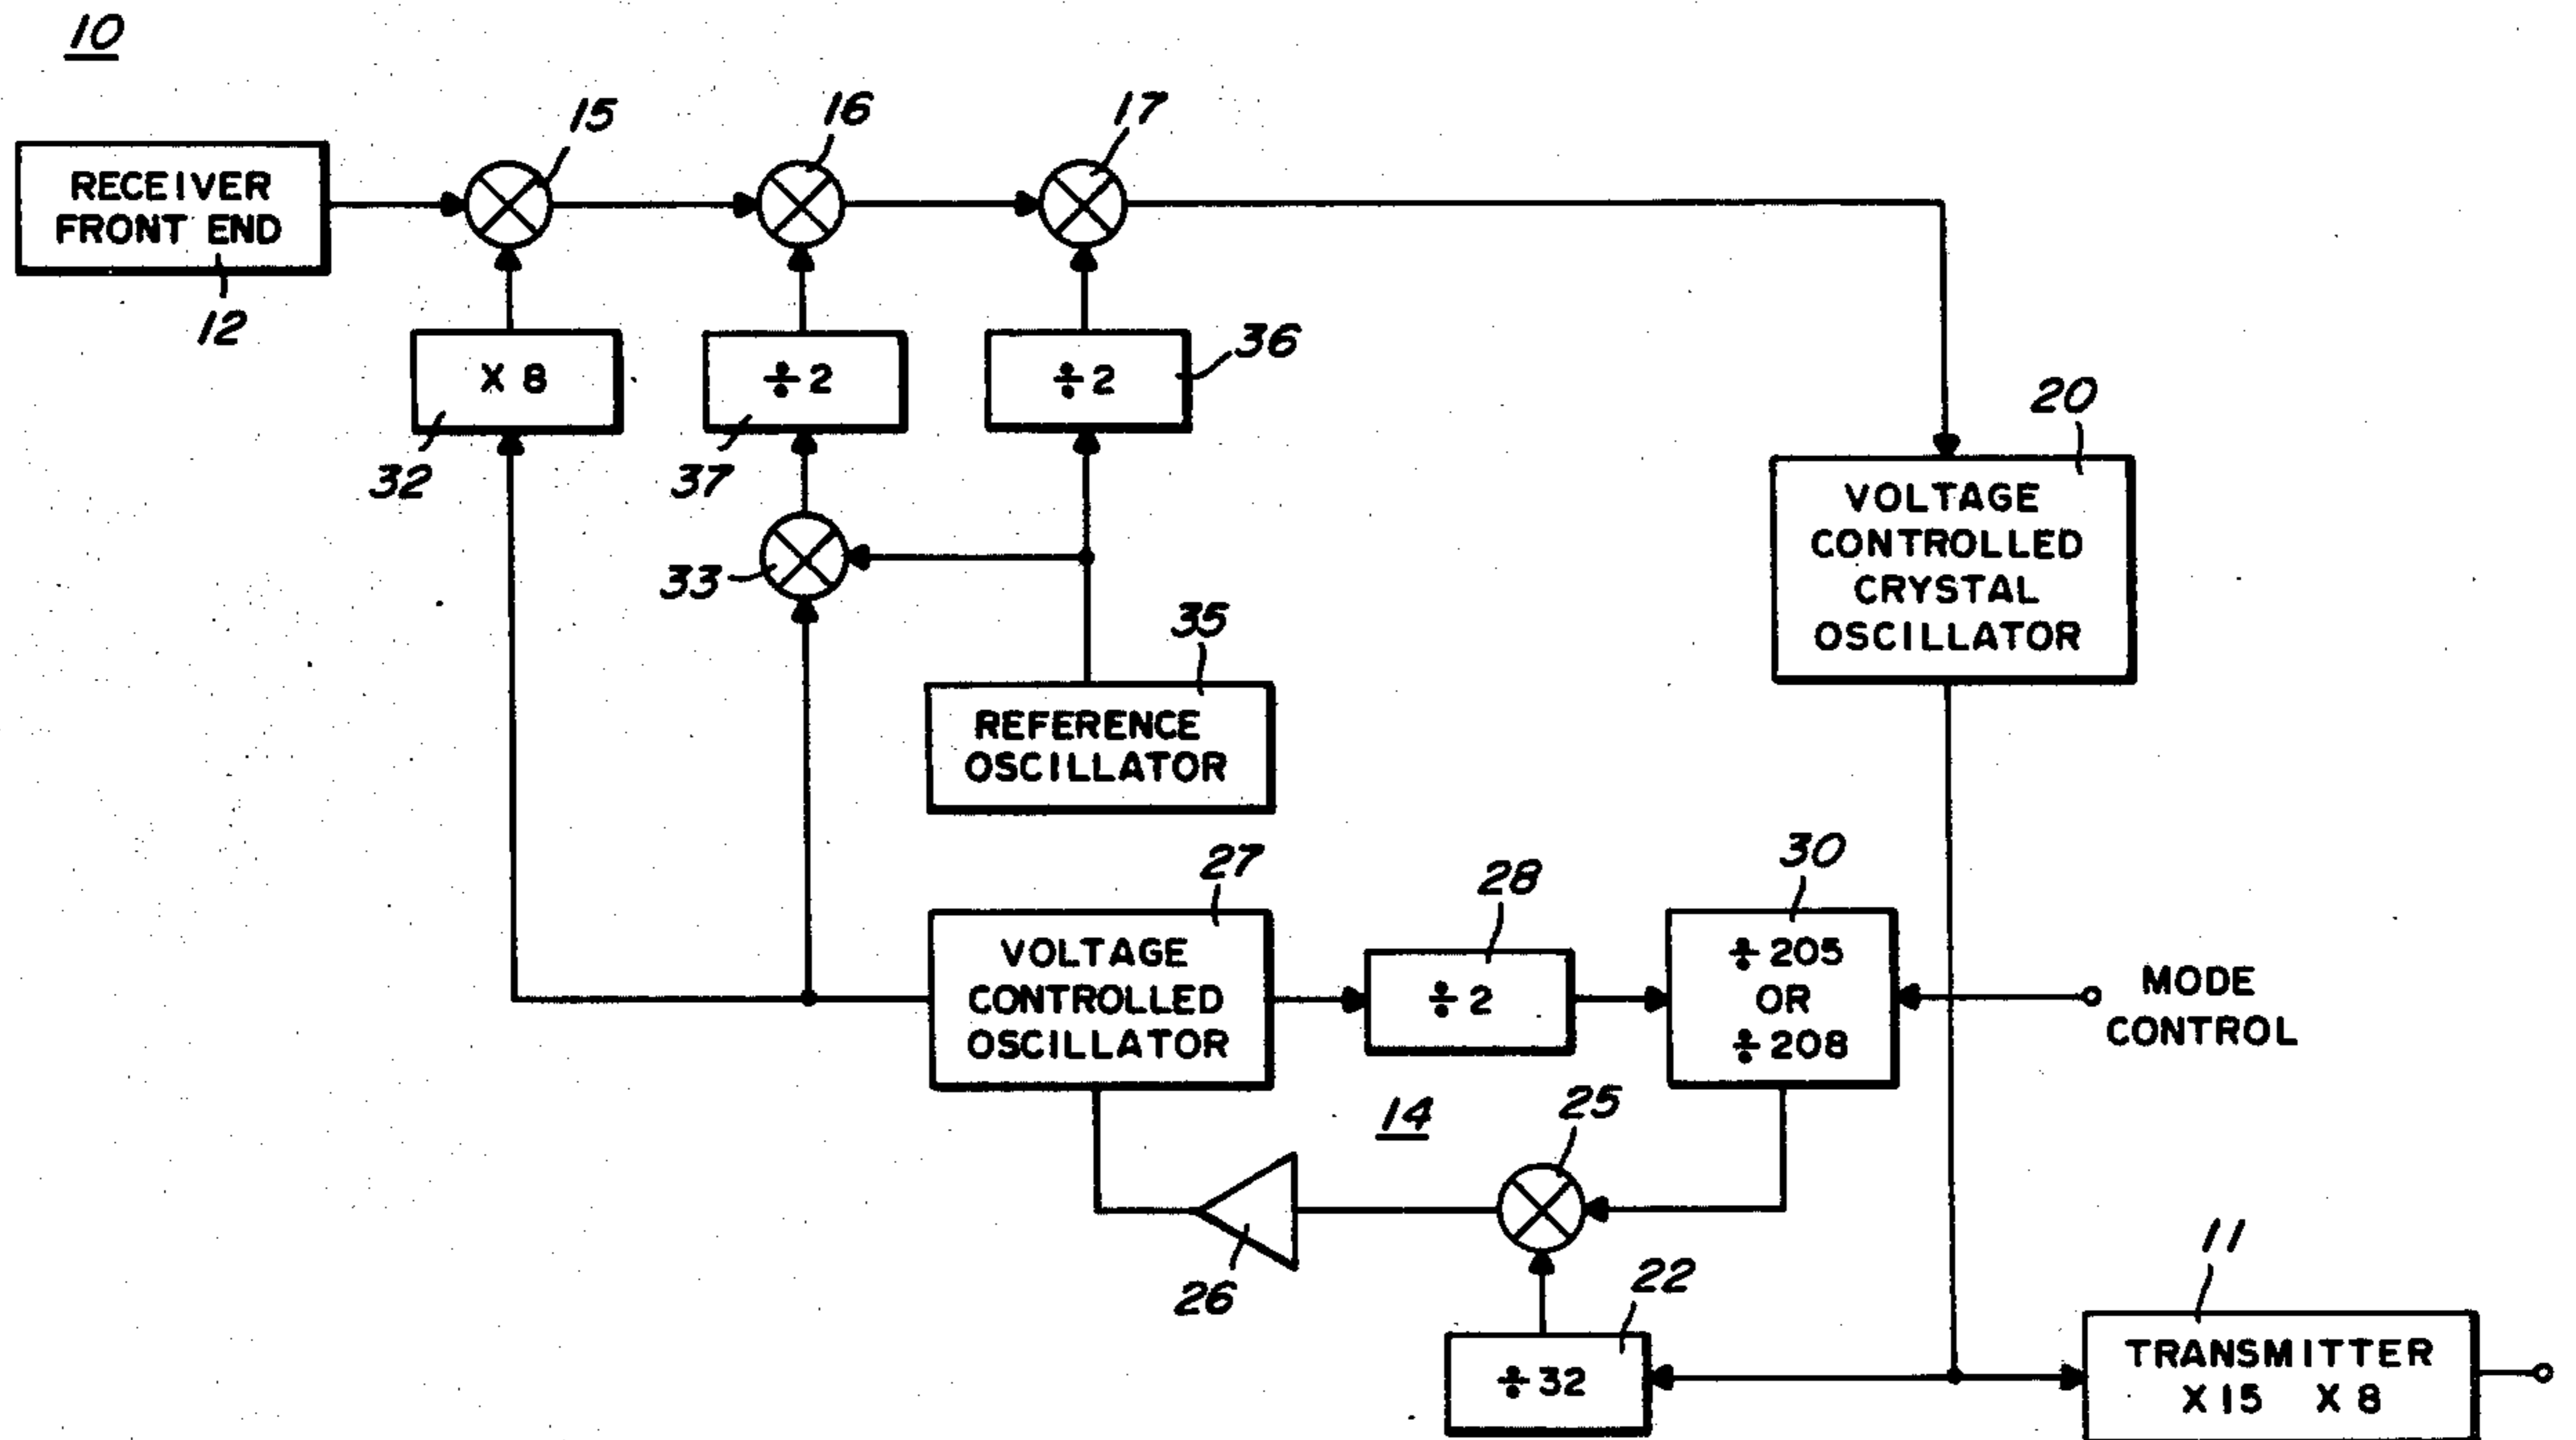 10
15
16
17
RECEIVER
FRONT END
12
X 8
32
÷2
37
÷2
36
20
VOLTAGE
CONTROLLED
CRYSTAL
OSCILLATOR
33
35
REFERENCE
OSCILLATOR
27
VOLTAGE
CONTROLLED
OSCILLATOR
28
÷2
30
÷205
OR
÷208
MODE
CONTROL
14
25
26
22
÷32
11
TRANSMITTER
X15 X8